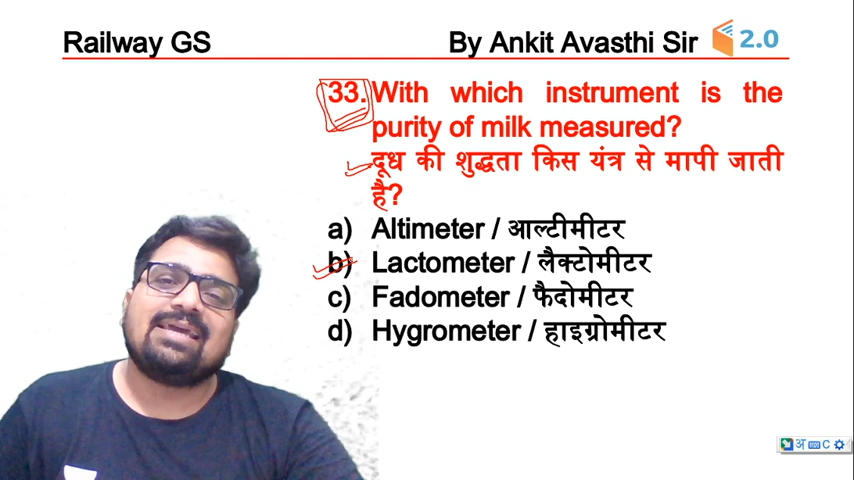 Railway GS By Ankit Avasthi Sir 2.0
33. With which instrument is the
purity of milk measured?
दूध की शुद्धता किस यंत्र से मापी जाती
है?
a) Altimeter / आल्टीमीटर
b) Lactometer / लैक्टोमीटर
c) Fadometer / फैदोमीटर
d) Hygrometer / हाइग्रोमीटर